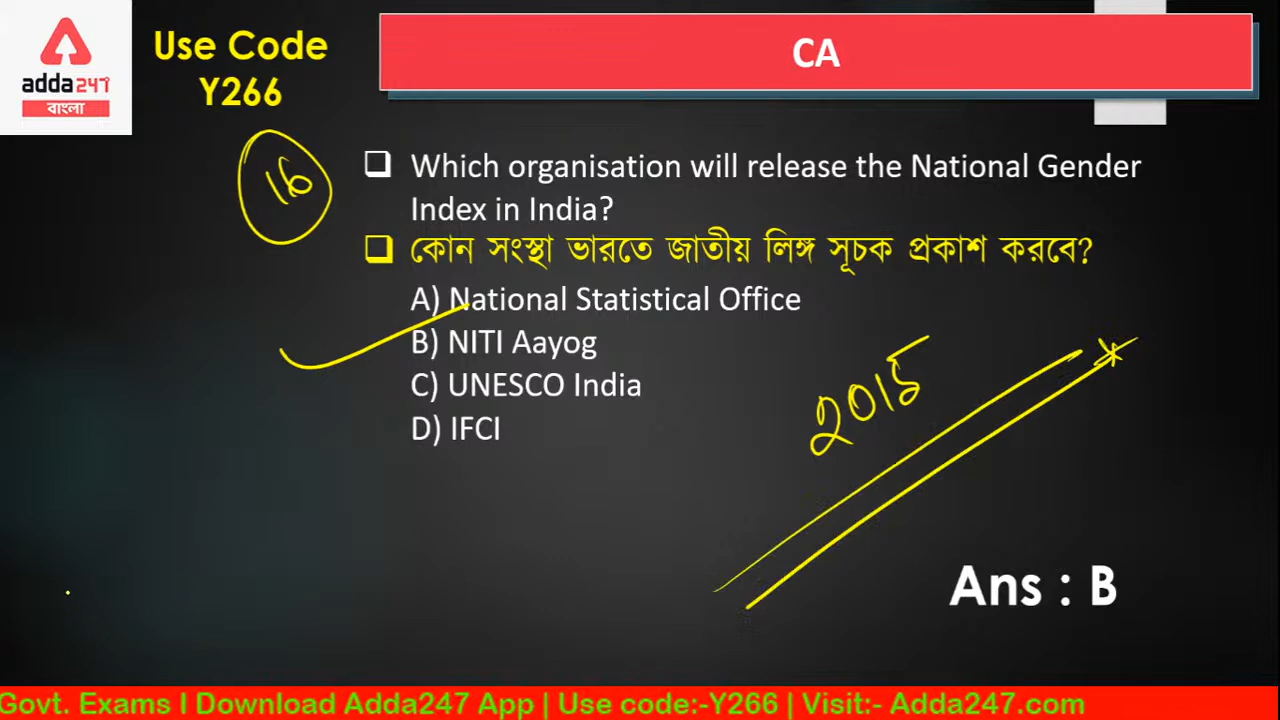 adda247
বাংলা
Use Code
Y266
CA
16
Which organisation will release the National Gender
Index in India?
কোন সংস্থা ভারতে জাতীয় লিঙ্গ সূচক প্রকাশ করবে?
A) National Statistical Office
B) NITI Aayog
C) UNESCO India
D) IFCI
2015
Ans : B
Govt. Exams I Download Adda247 App | Use code:-Y266 | Visit:- Adda247.com